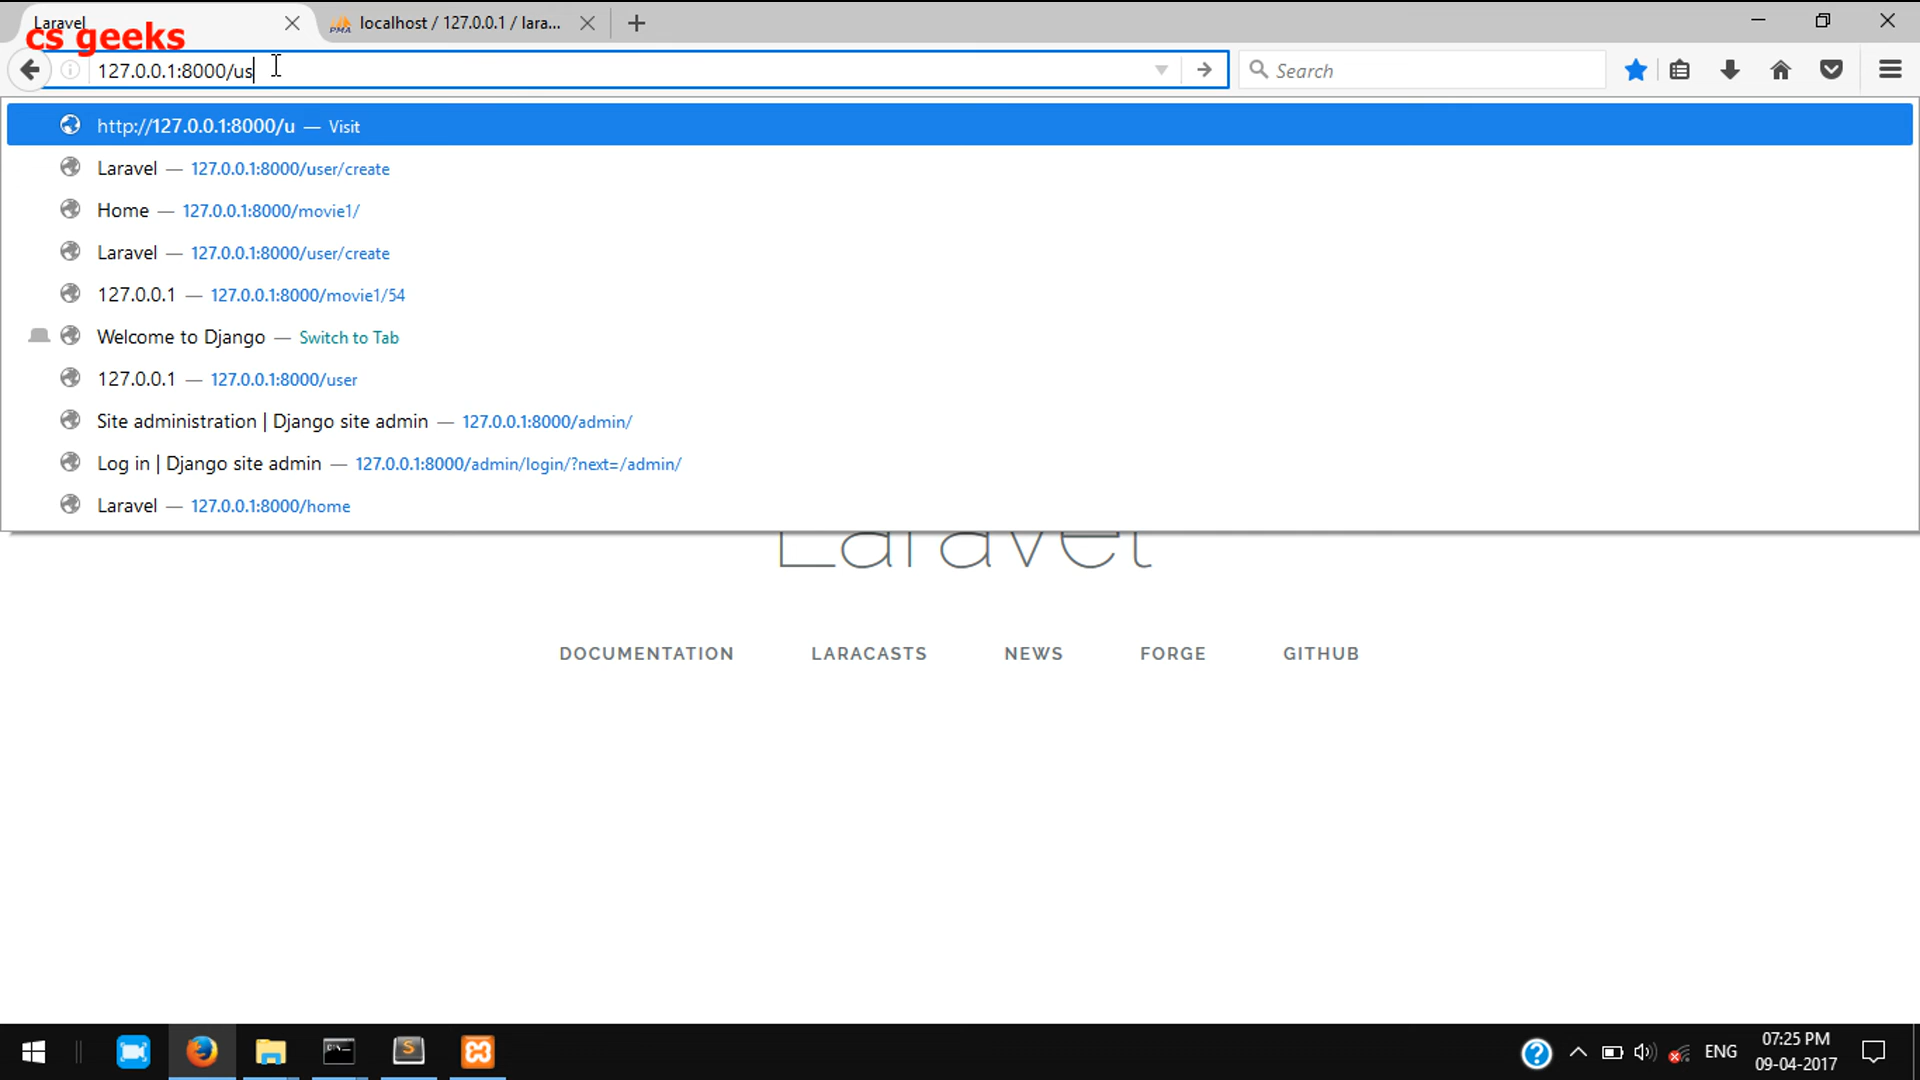 Laravel
localhost / 127.0.0.1 / lara...
PMA
cs geeks
127.0.0.1:8000/us
Search
http://127.0.0.1:8000/u — Visit
Laravel — 127.0.0.1:8000/user/create
Home — 127.0.0.1:8000/movie1/
Laravel — 127.0.0.1:8000/user/create
127.0.0.1 — 127.0.0.1:8000/movie1/54
Welcome to Django — Switch to Tab
127.0.0.1 — 127.0.0.1:8000/user
Site administration | Django site admin — 127.0.0.1:8000/admin/
Log in | Django site admin — 127.0.0.1:8000/admin/login/?next=/admin/
Laravel — 127.0.0.1:8000/home
Laravel
DOCUMENTATION LARACASTS NEWS FORGE GITHUB
ENG
07:25 PM
09-04-2017